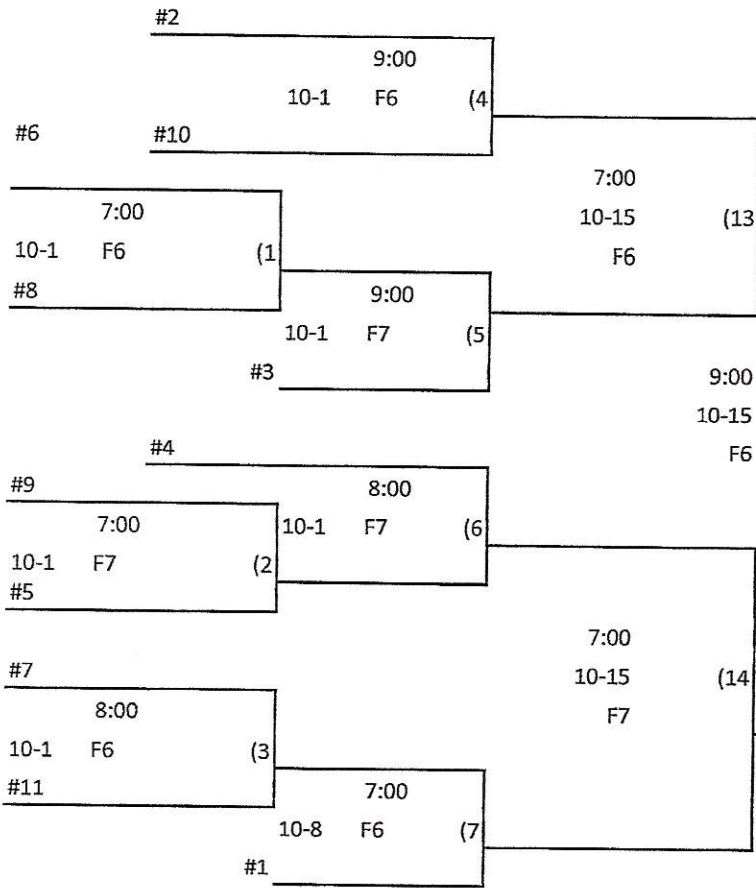 #2
9:00
10-1 F6 (4
#6
#10
7:00
7:00
10-15 (13
10-1 F6 (1
F6
#8
9:00
10-1 F7 (5
#3
9:00
10-15
F6
#4
#9
8:00
7:00
10-1 F7 (6
10-1 F7 (2
#5
7:00
#7
10-15 (14
8:00
F7
10-1 F6 (3
#11
7:00
10-8 F6 (7
#1